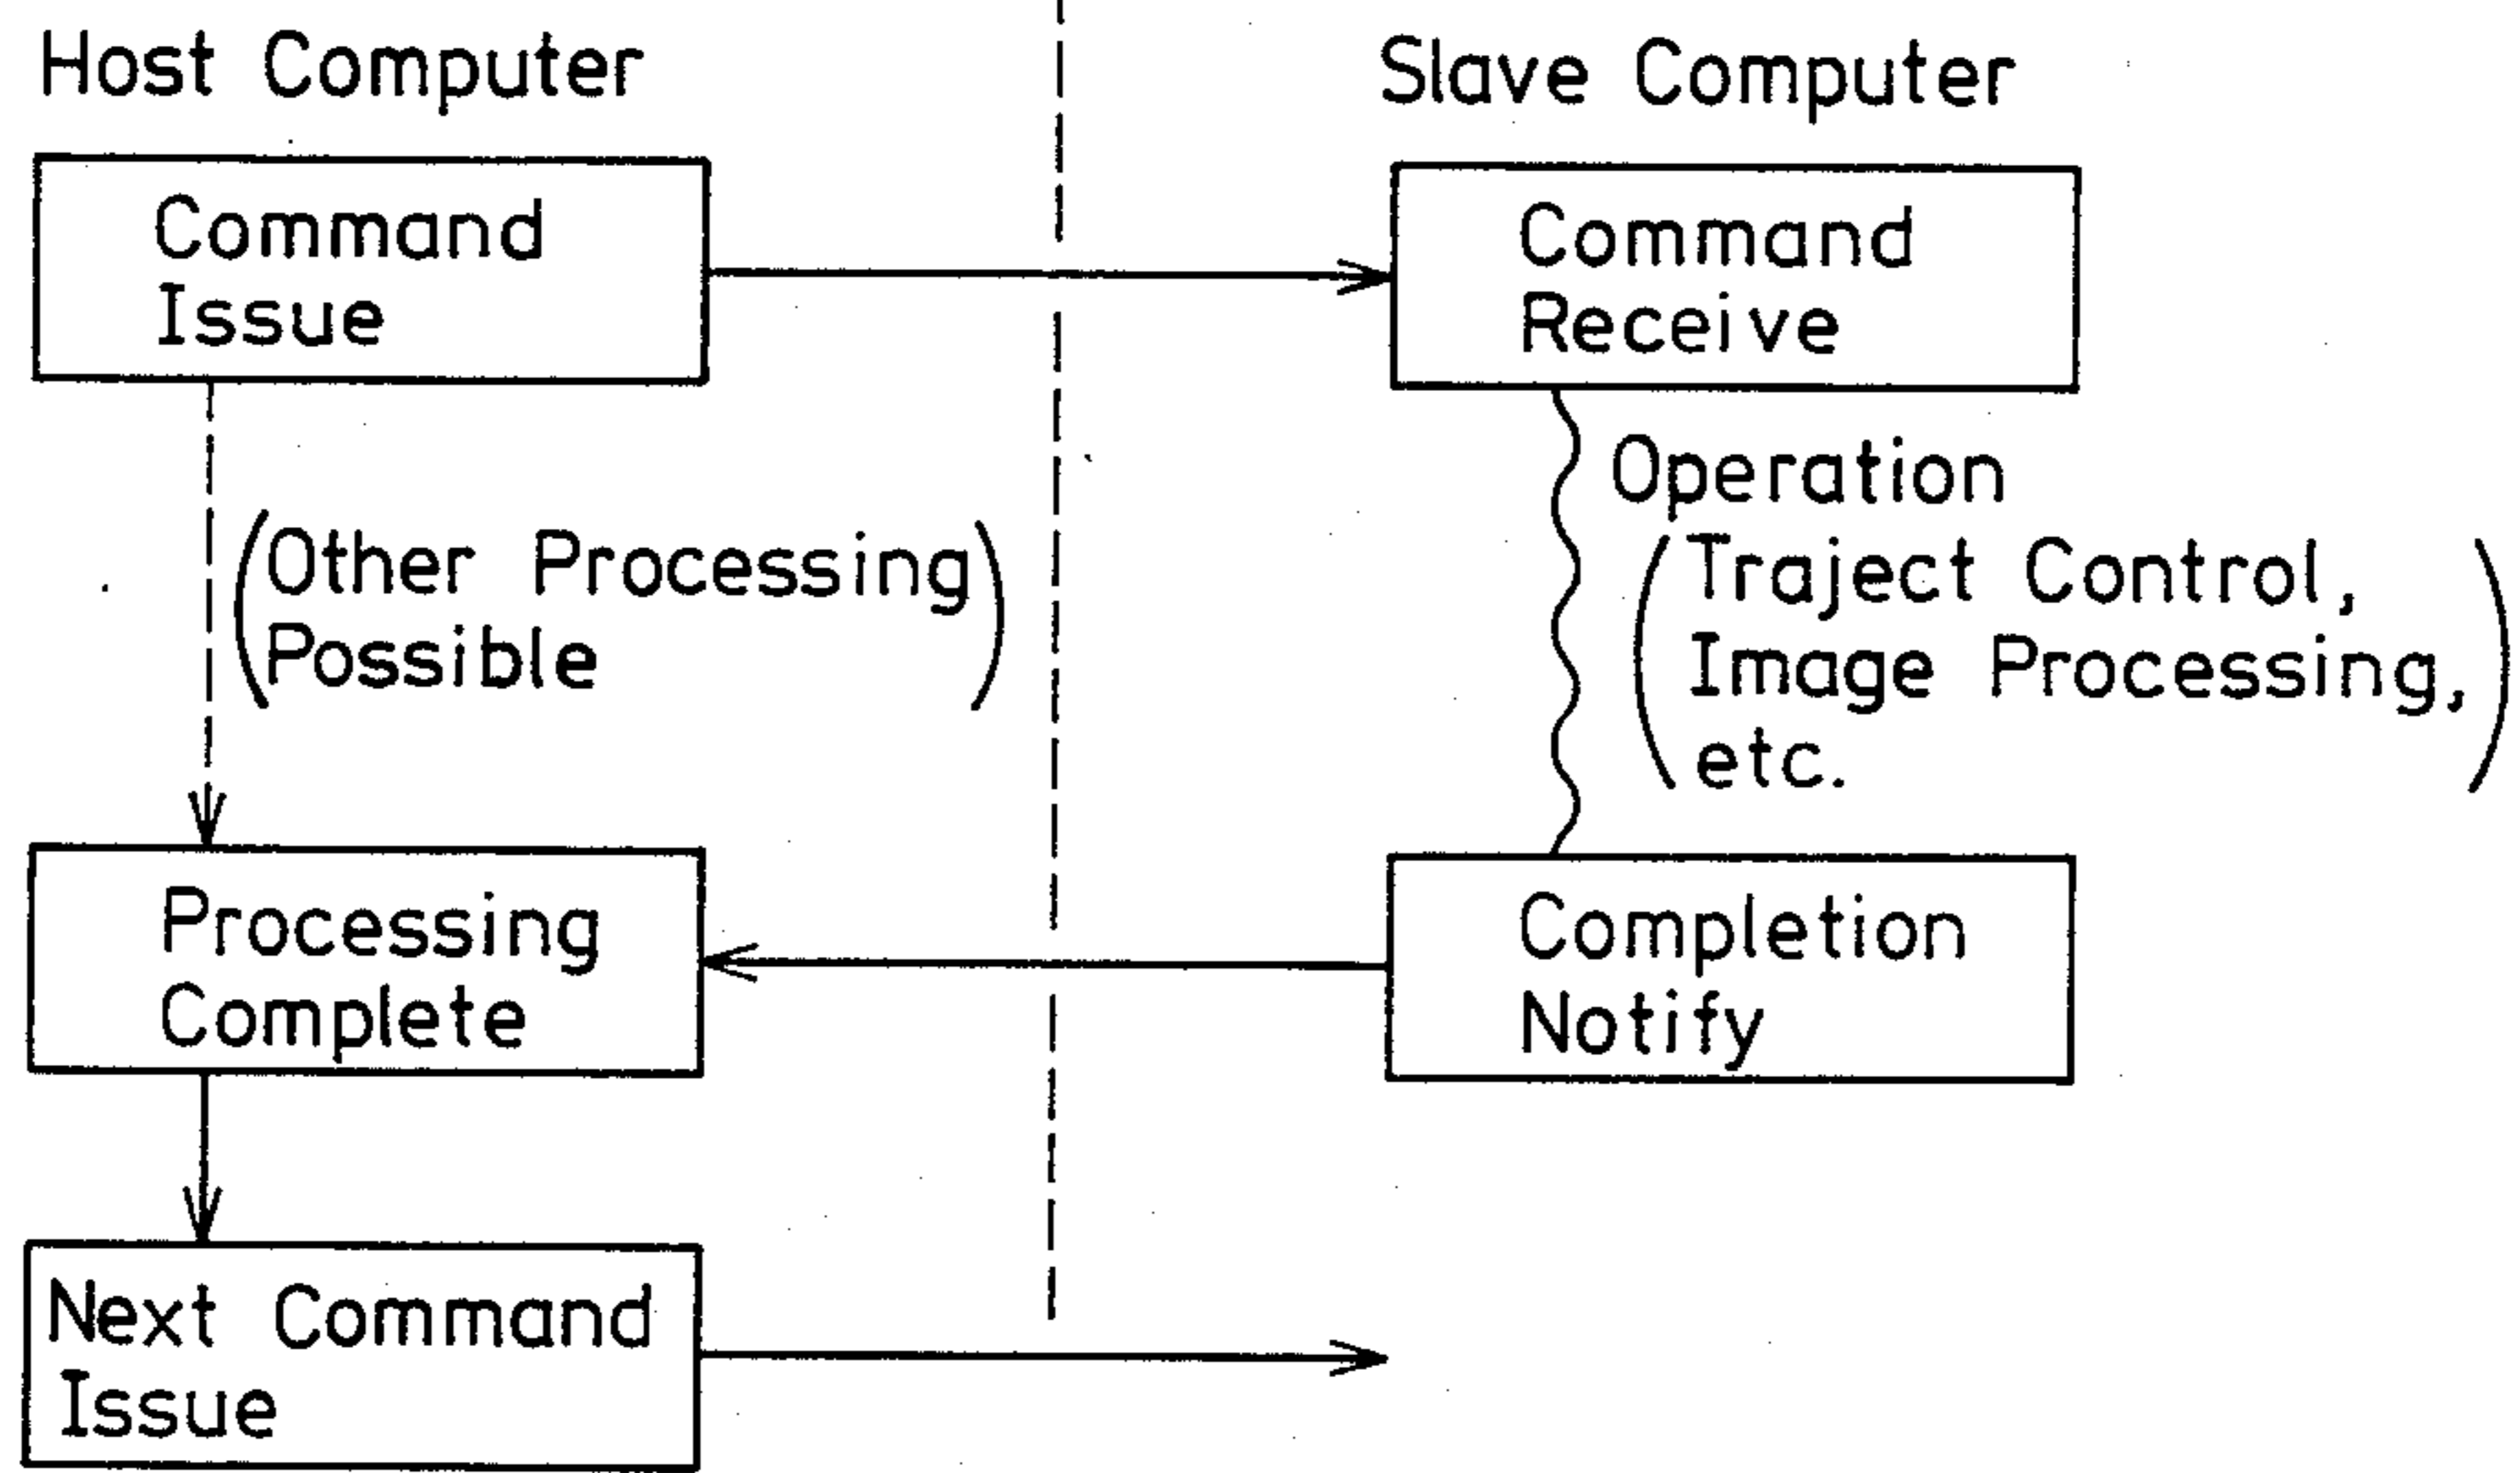 Host Computer
Slave Computer
Command
Issue
Command
Receive
Operation
(Other Processing
Possible)
(Traject Control,
Image Processing,
etc.)
Processing
Complete
Completion
Notify
Next Command
Issue